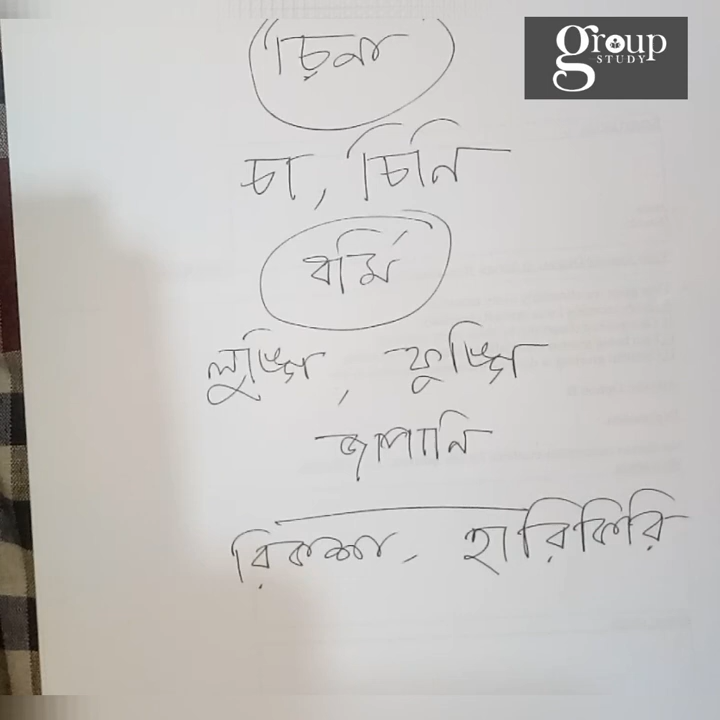 group
STUDY
চিনা
চা, চিনি
বর্মি
লুঙ্গি, ফুঙ্গি
জাপানি
রিকশা, হারিকিরি